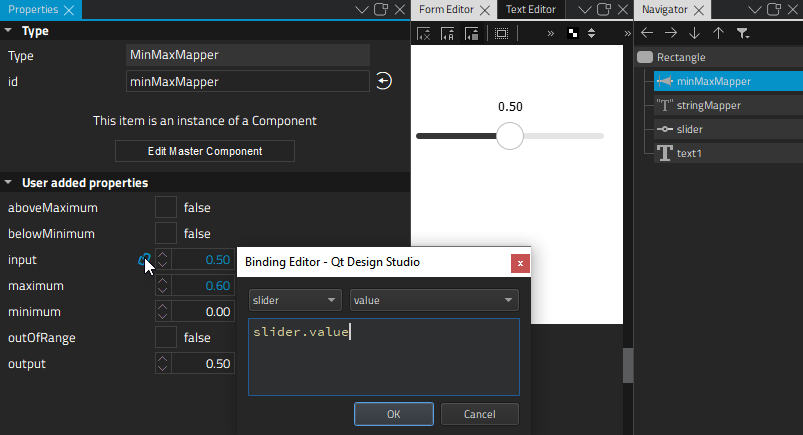 Properties
Type
Type MinMaxMapper
id minMaxMapper
This item is an instance of a Component
Edit Master Component
User added properties
aboveMaximum false
belowMinimum false
input 0.50
maximum 0.60
minimum 0.00
outOfRange false
output 0.50
Form Editor Text Editor
0.50
Binding Editor - Qt Design Studio
slider value
slider.value
OK Cancel
Navigator
Rectangle
minMaxMapper
"T" stringMapper
slider
T text1